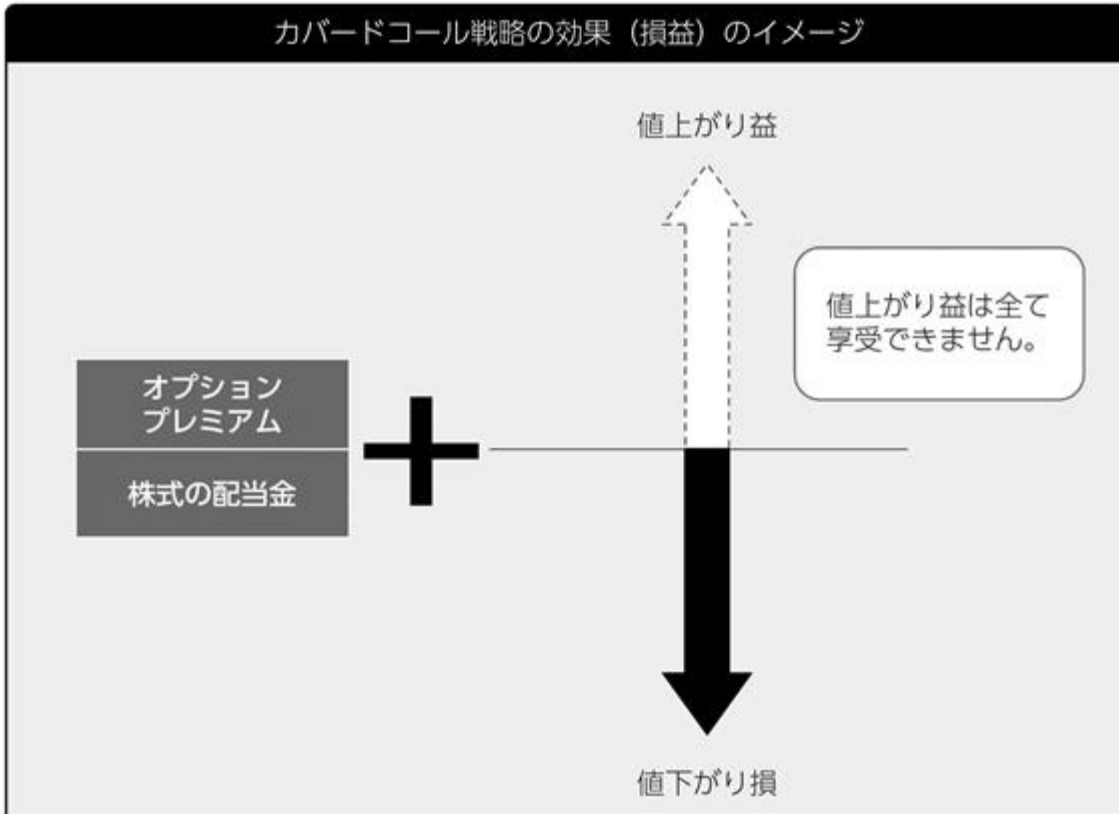 カバードコール戦略の効果（損益）のイメージ
値上がり益
値上がり益は全て
享受できません。
オプション
プレミアム
株式の配当金
値下がり損